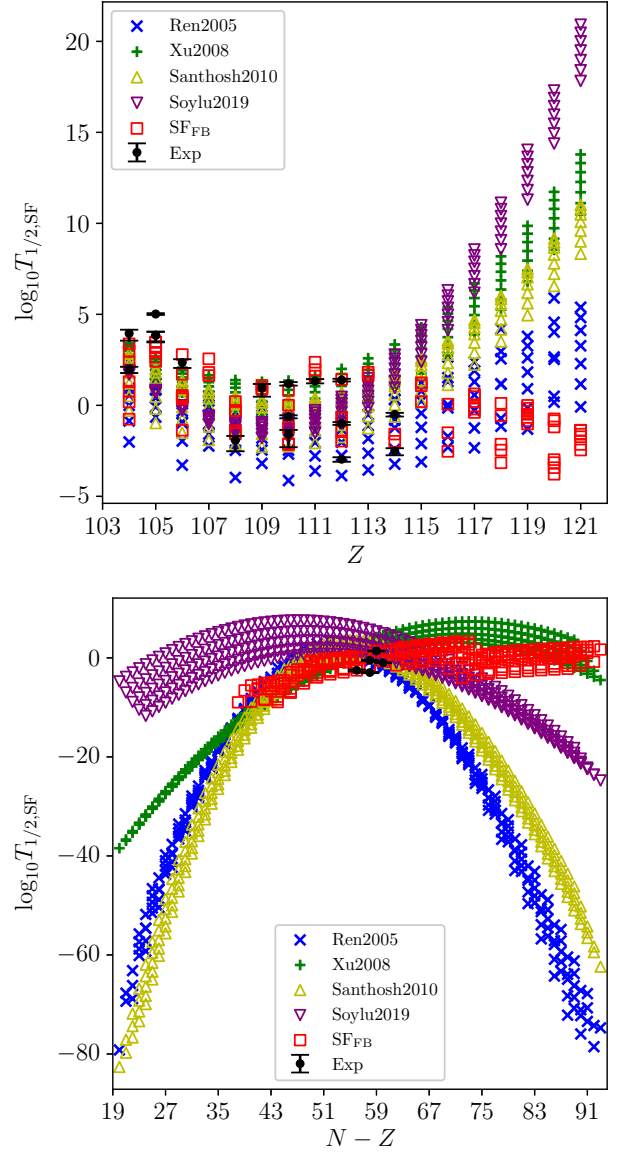 20
15
10
5
0
−5
log₁₀T₁/₂,SF
Ren2005
Xu2008
Santhosh2010
Soylu2019
SF_FB
Exp
103 105 107 109 111 113 115 117 119 121
Z
0
−20
−40
−60
−80
log₁₀T₁/₂,SF
Ren2005
Xu2008
Santhosh2010
Soylu2019
SF_FB
Exp
19 27 35 43 51 59 67 75 83 91
N − Z